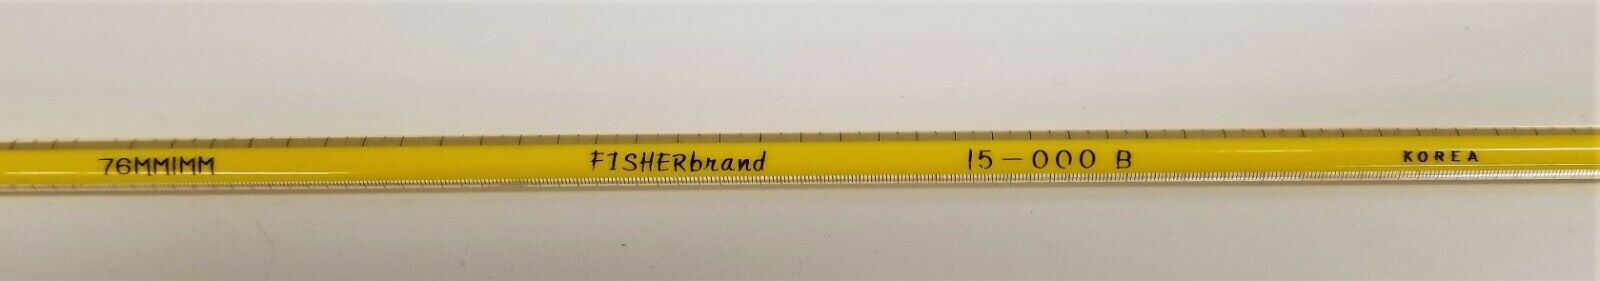 76MMIMM FISHERbrand 15-000 B KOREA